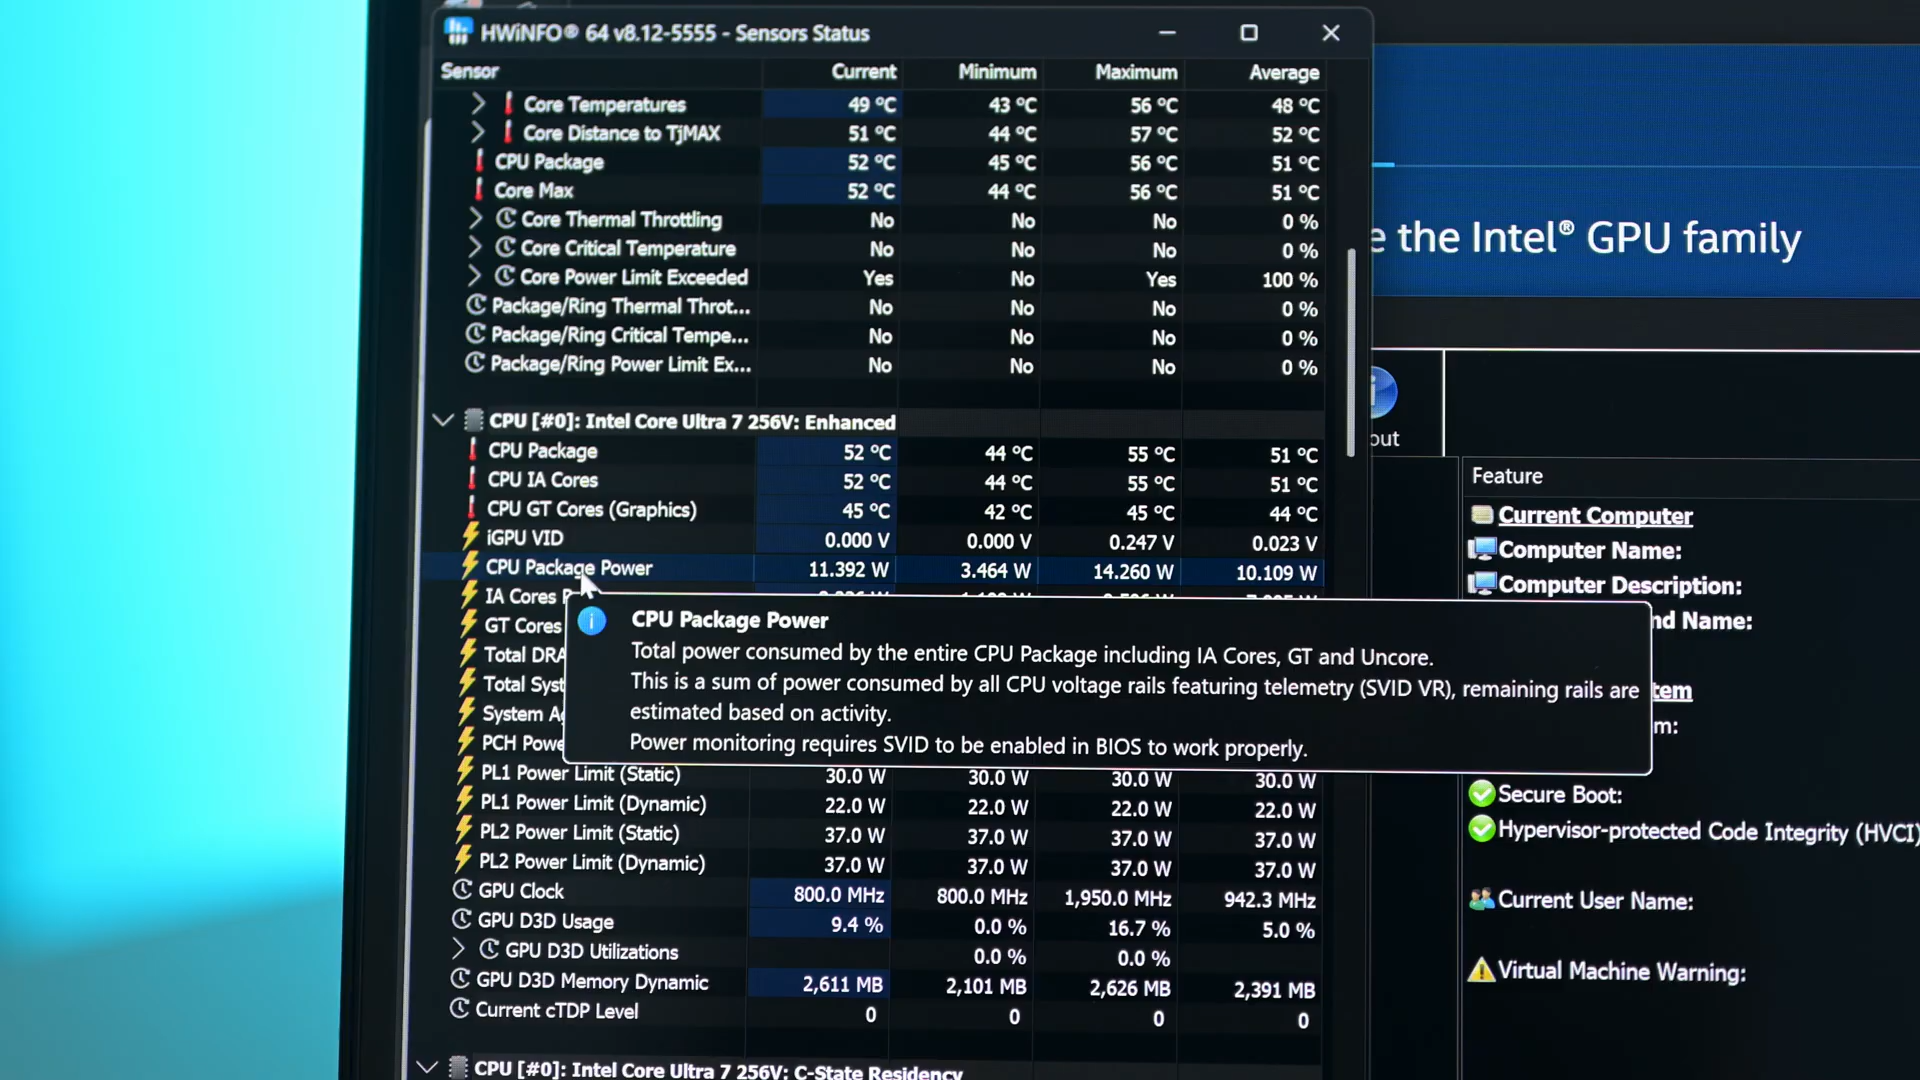 HWiNFO® 64 v8.12-5555 - Sensors Status
Sensor Current Minimum Maximum Average
Core Temperatures 49 °C 43 °C 56 °C 48 °C
Core Distance to TjMAX 51 °C 44 °C 57 °C 52 °C
CPU Package 52 °C 45 °C 56 °C 51 °C
Core Max 52 °C 44 °C 56 °C 51 °C
Core Thermal Throttling No No No 0 %
Core Critical Temperature No No No 0 %
Core Power Limit Exceeded Yes No Yes 100 %
Package/Ring Thermal Throt... No No No 0 %
Package/Ring Critical Tempe... No No No 0 %
Package/Ring Power Limit Ex... No No No 0 %
CPU [#0]: Intel Core Ultra 7 256V: Enhanced
CPU Package 52 °C 44 °C 55 °C 51 °C
CPU IA Cores 52 °C 44 °C 55 °C 51 °C
CPU GT Cores (Graphics) 45 °C 42 °C 45 °C 44 °C
iGPU VID 0.000 V 0.000 V 0.247 V 0.023 V
CPU Package Power 11.392 W 3.464 W 14.260 W 10.109 W
IA Cores P
GT Cores
Total DRA
Total Syst
System Ag
PCH Powe
CPU Package Power
Total power consumed by the entire CPU Package including IA Cores, GT and Uncore.
This is a sum of power consumed by all CPU voltage rails featuring telemetry (SVID VR), remaining rails are
estimated based on activity.
Power monitoring requires SVID to be enabled in BIOS to work properly.
PL1 Power Limit (Static) 30.0 W 30.0 W 30.0 W 30.0 W
PL1 Power Limit (Dynamic) 22.0 W 22.0 W 22.0 W 22.0 W
PL2 Power Limit (Static) 37.0 W 37.0 W 37.0 W 37.0 W
PL2 Power Limit (Dynamic) 37.0 W 37.0 W 37.0 W 37.0 W
GPU Clock 800.0 MHz 800.0 MHz 1,950.0 MHz 942.3 MHz
GPU D3D Usage 9.4 % 0.0 % 16.7 % 5.0 %
GPU D3D Utilizations 0.0 % 0.0 %
GPU D3D Memory Dynamic 2,611 MB 2,101 MB 2,626 MB 2,391 MB
Current cTDP Level 0 0 0 0
CPU [#0]: Intel Core Ultra 7 256V: C-State Residency
e the Intel® GPU family
out
Feature
Current Computer
Computer Name:
Computer Description:
nd Name:
tem
m:
Secure Boot:
Hypervisor-protected Code Integrity (HVCI)
Current User Name:
Virtual Machine Warning: